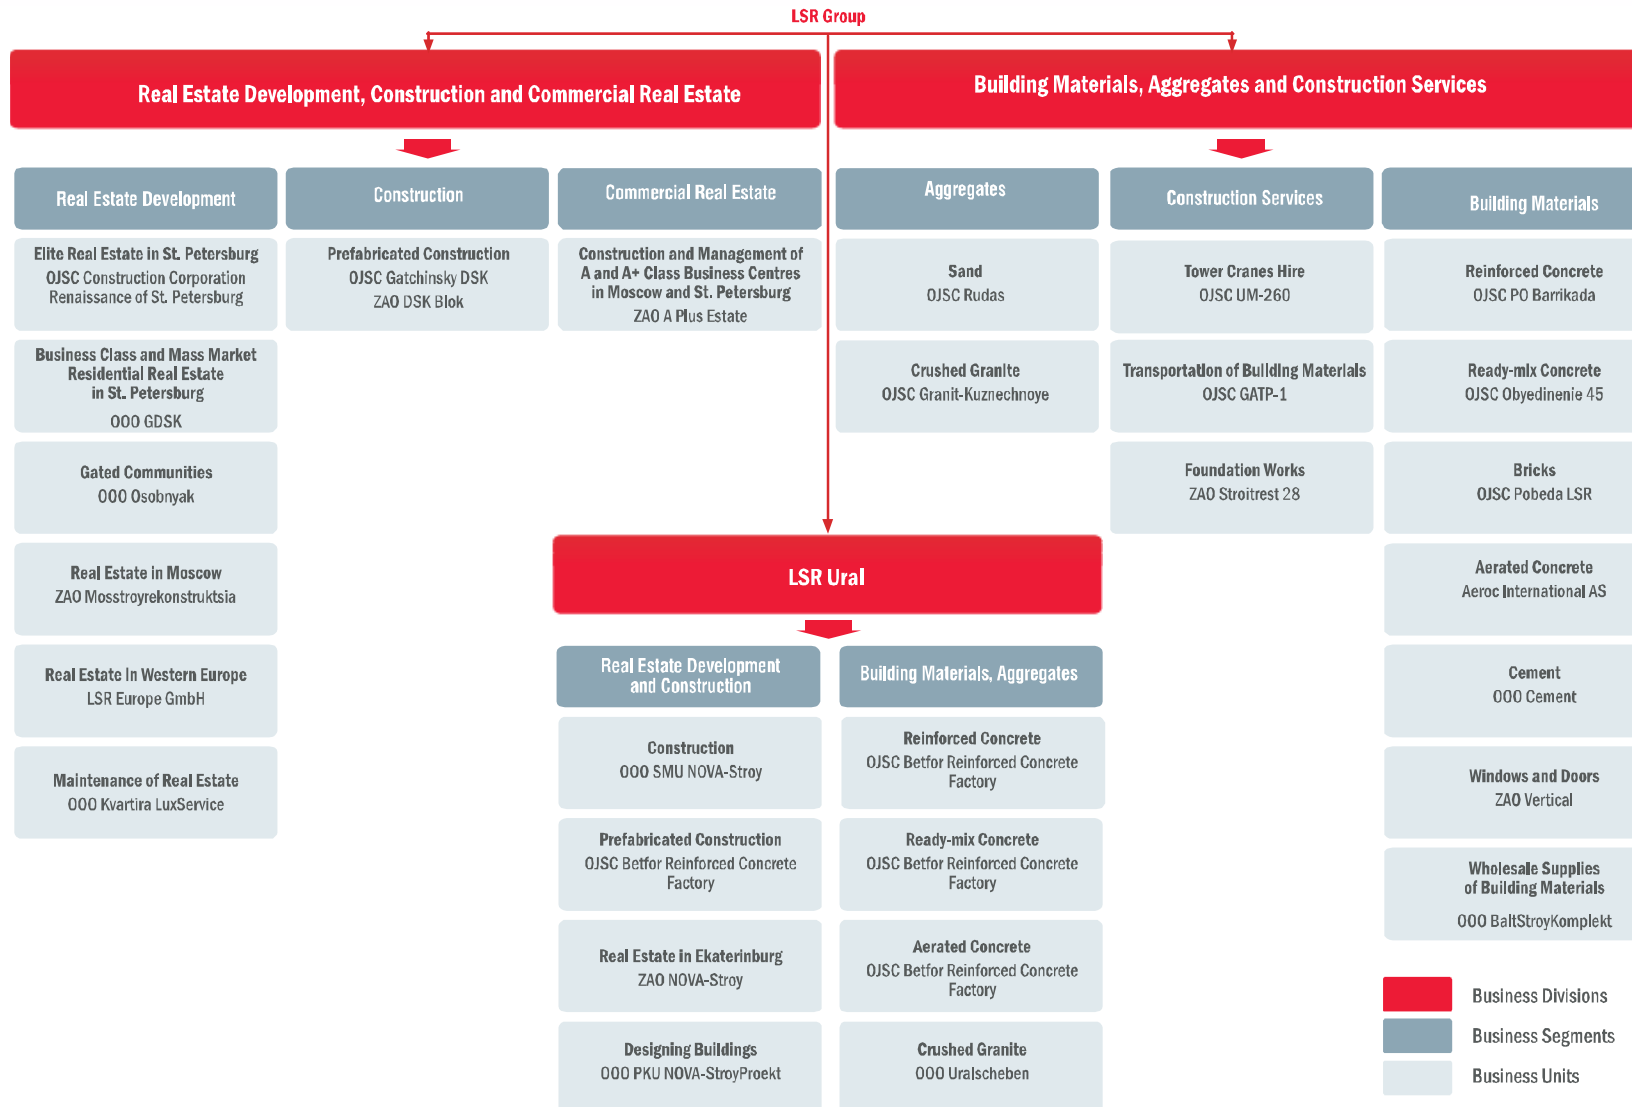 LSR Group
Real Estate Development, Construction and Commercial Real Estate
Building Materials, Aggregates and Construction Services
Real Estate Development
Elite Real Estate in St. Petersburg
OJSC Construction Corporation
Renaissance of St. Petersburg
Business Class and Mass Market
Residential Real Estate
in St. Petersburg
OOO GDSK
Gated Communities
OOO Osobnyak
Real Estate in Moscow
ZAO Mosstroyrekonstruktsia
Real Estate In Western Europe
LSR Europe GmbH
Maintenance of Real Estate
OOO Kvartira LuxService
Construction
Prefabricated Construction
OJSC Gatchinsky DSK
ZAO DSK Blok
Commercial Real Estate
Construction and Management of
A and A+ Class Business Centres
in Moscow and St. Petersburg
ZAO A Plus Estate
Aggregates
Sand
OJSC Rudas
Crushed Granite
OJSC Granit-Kuznechnoye
Construction Services
Tower Cranes Hire
OJSC UM-260
Transportation of Building Materials
OJSC GATP-1
Foundation Works
ZAO Stroitrest 28
Building Materials
Reinforced Concrete
OJSC PO Barrikada
Ready-mix Concrete
OJSC Obyedinenie 45
Bricks
OJSC Pobeda LSR
Aerated Concrete
Aeroc International AS
Cement
OOO Cement
Windows and Doors
ZAO Vertical
Wholesale Supplies
of Building Materials
OOO BaltStroyKomplekt
LSR Ural
Real Estate Development
and Construction
Construction
OOO SMU NOVA-Stroy
Prefabricated Construction
OJSC Betfor Reinforced Concrete
Factory
Real Estate in Ekaterinburg
ZAO NOVA-Stroy
Designing Buildings
OOO PKU NOVA-StroyProekt
Building Materials, Aggregates
Reinforced Concrete
OJSC Betfor Reinforced Concrete
Factory
Ready-mix Concrete
OJSC Betfor Reinforced Concrete
Factory
Aerated Concrete
OJSC Betfor Reinforced Concrete
Factory
Crushed Granite
OOO Uralscheben
Business Divisions
Business Segments
Business Units